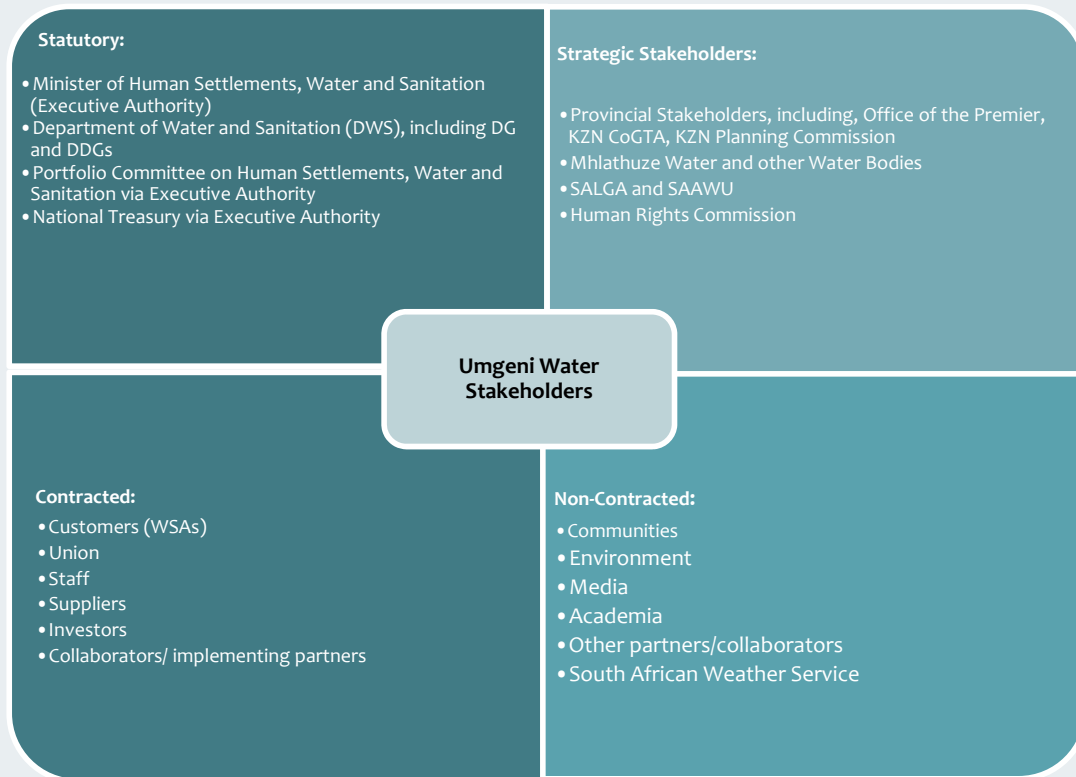 Statutory:
•Minister of Human Settlements, Water and Sanitation
(Executive Authority)
•Department of Water and Sanitation (DWS), including DG
and DDGs
•Portfolio Committee on Human Settlements, Water and
Sanitation via Executive Authority
•National Treasury via Executive Authority
Strategic Stakeholders:
•Provincial Stakeholders, including, Office of the Premier,
KZN CoGTA, KZN Planning Commission
•Mhlathuze Water and other Water Bodies
•SALGA and SAAWU
•Human Rights Commission
Umgeni Water
Stakeholders
Contracted:
•Customers (WSAs)
•Union
•Staff
•Suppliers
•Investors
•Collaborators/ implementing partners
Non-Contracted:
•Communities
•Environment
•Media
•Academia
•Other partners/collaborators
•South African Weather Service